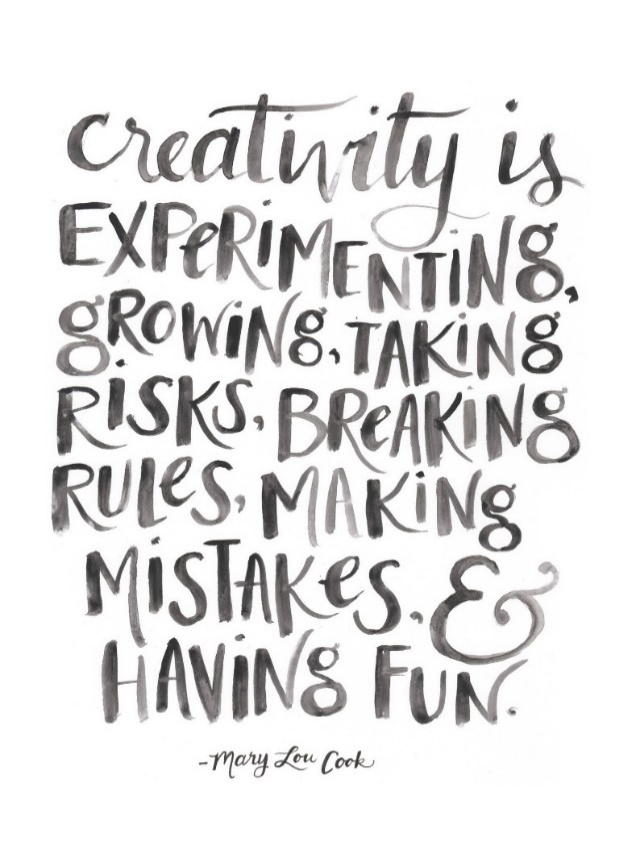 Creativity is
EXPeRiMENTiNg,
gROWiNg, TAKiNg
RiSKS, BReAKiNg
RULeS, MAKiNg
MiSTAKeS, &
HAViNg FUN.
-Mary Lou Cook